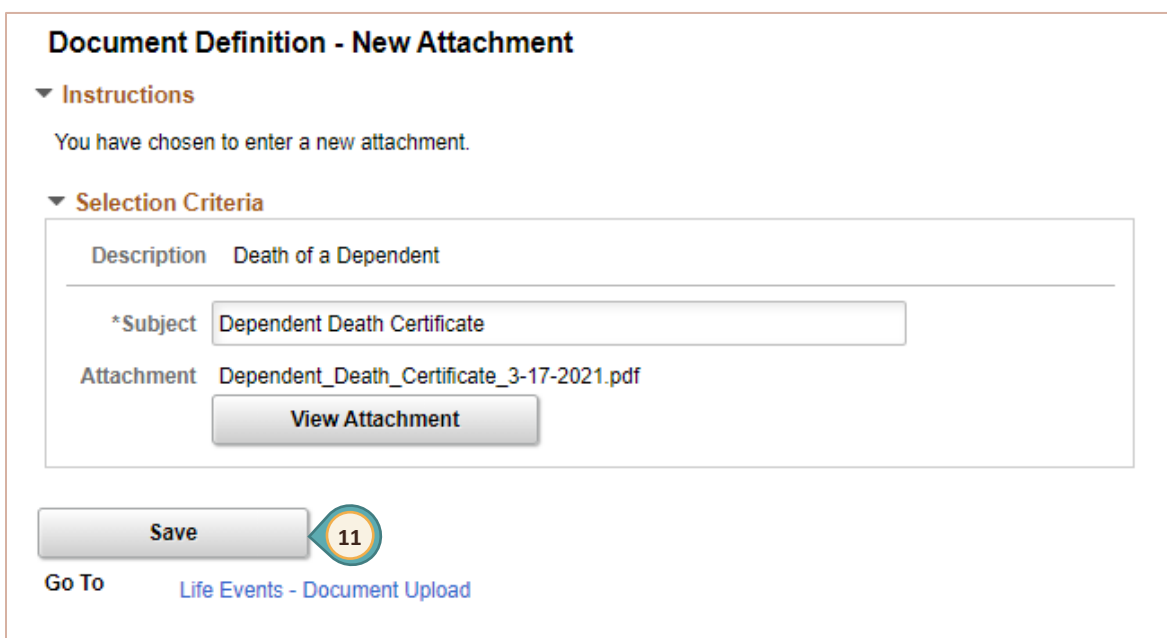 Document Definition - New Attachment
Instructions
You have chosen to enter a new attachment.
Selection Criteria
Description Death of a Dependent
*Subject Dependent Death Certificate
Attachment Dependent_Death_Certificate_3-17-2021.pdf
View Attachment
Save 11
Go To Life Events - Document Upload